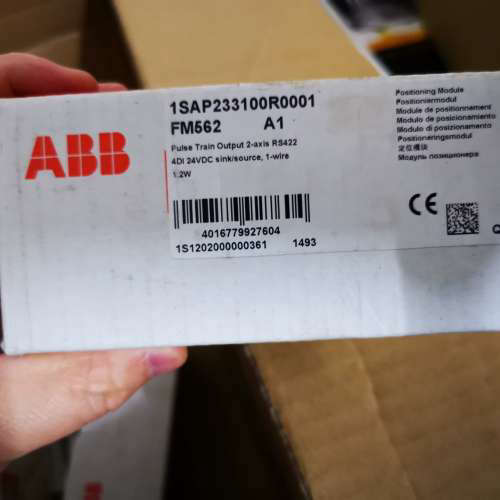 ABB
1SAP233100R0001
FM562 A1
Pulse Train Output 2-axis RS422
4DI 24VDC sink/source, 1-wire
1.2W
4016779927604
1S1202000000361 1493
Positioning Module
Positioniermodul
Module de positionnement
Módulo de posicionamiento
Modulo di posizionamento
Positioneringsmodul
定位模块
Модуль позиционера
CE